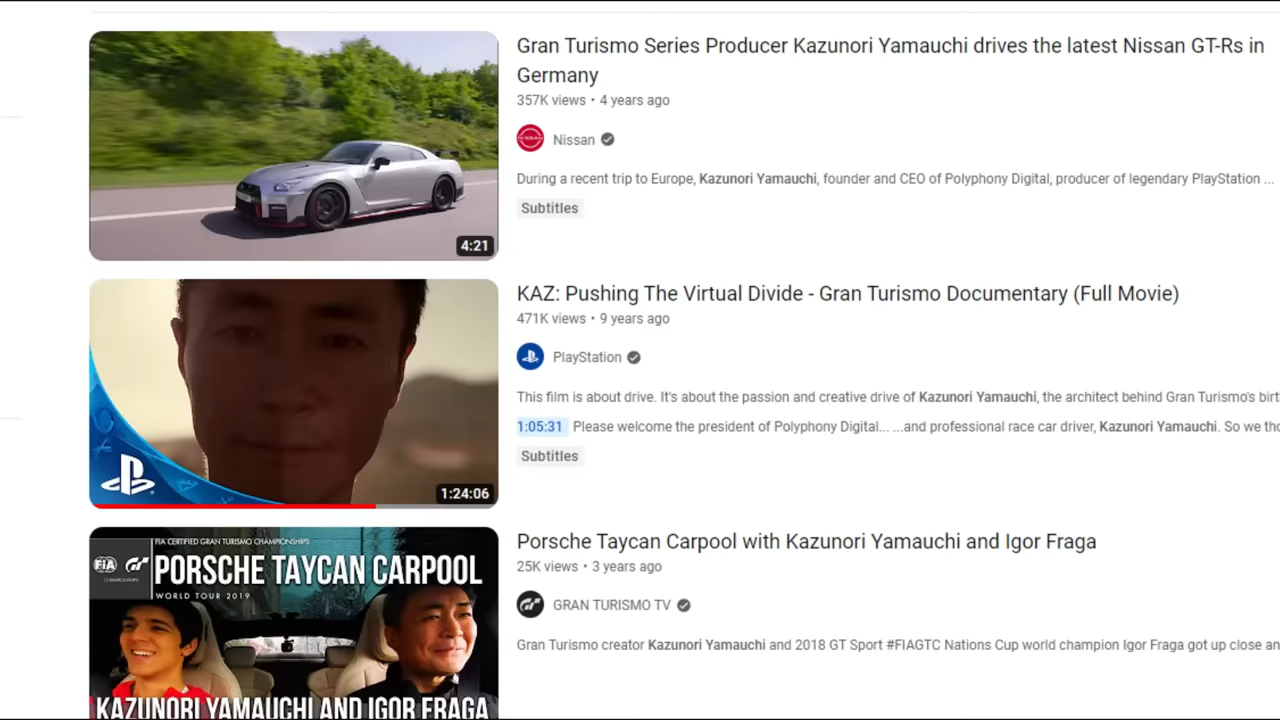 Gran Turismo Series Producer Kazunori Yamauchi drives the latest Nissan GT-Rs in
Germany
357K views • 4 years ago
NISSAN
Nissan
During a recent trip to Europe, Kazunori Yamauchi, founder and CEO of Polyphony Digital, producer of legendary PlayStation ...
Subtitles
4:21
KAZ: Pushing The Virtual Divide - Gran Turismo Documentary (Full Movie)
471K views • 9 years ago
PlayStation
This film is about drive. It's about the passion and creative drive of Kazunori Yamauchi, the architect behind Gran Turismo's birt
1:05:31 Please welcome the president of Polyphony Digital... ...and professional race car driver, Kazunori Yamauchi. So we tho
Subtitles
1:24:06
FIA CERTIFIED GRAN TURISMO CHAMPIONSHIPS
FIA GT
CHAMPIONSHIPS
PORSCHE TAYCAN CARPOOL
WORLD TOUR 2019
KAZUNORI YAMAUCHI AND IGOR FRAGA
Porsche Taycan Carpool with Kazunori Yamauchi and Igor Fraga
25K views • 3 years ago
GRAN TURISMO TV
Gran Turismo creator Kazunori Yamauchi and 2018 GT Sport #FIAGTC Nations Cup world champion Igor Fraga got up close an